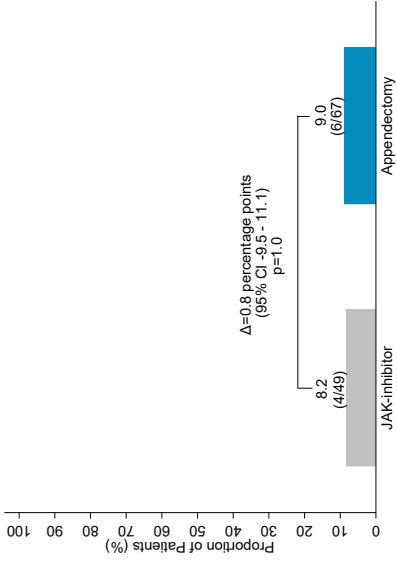 Proportion of Patients (%)
100
90
80
70
60
50
40
30
20
10
0
Δ=0.8 percentage points
(95% CI -9.5 - 11.1)
p=1.0
8.2
(4/49)
9.0
(6/67)
JAK-inhibitor
Appendectomy